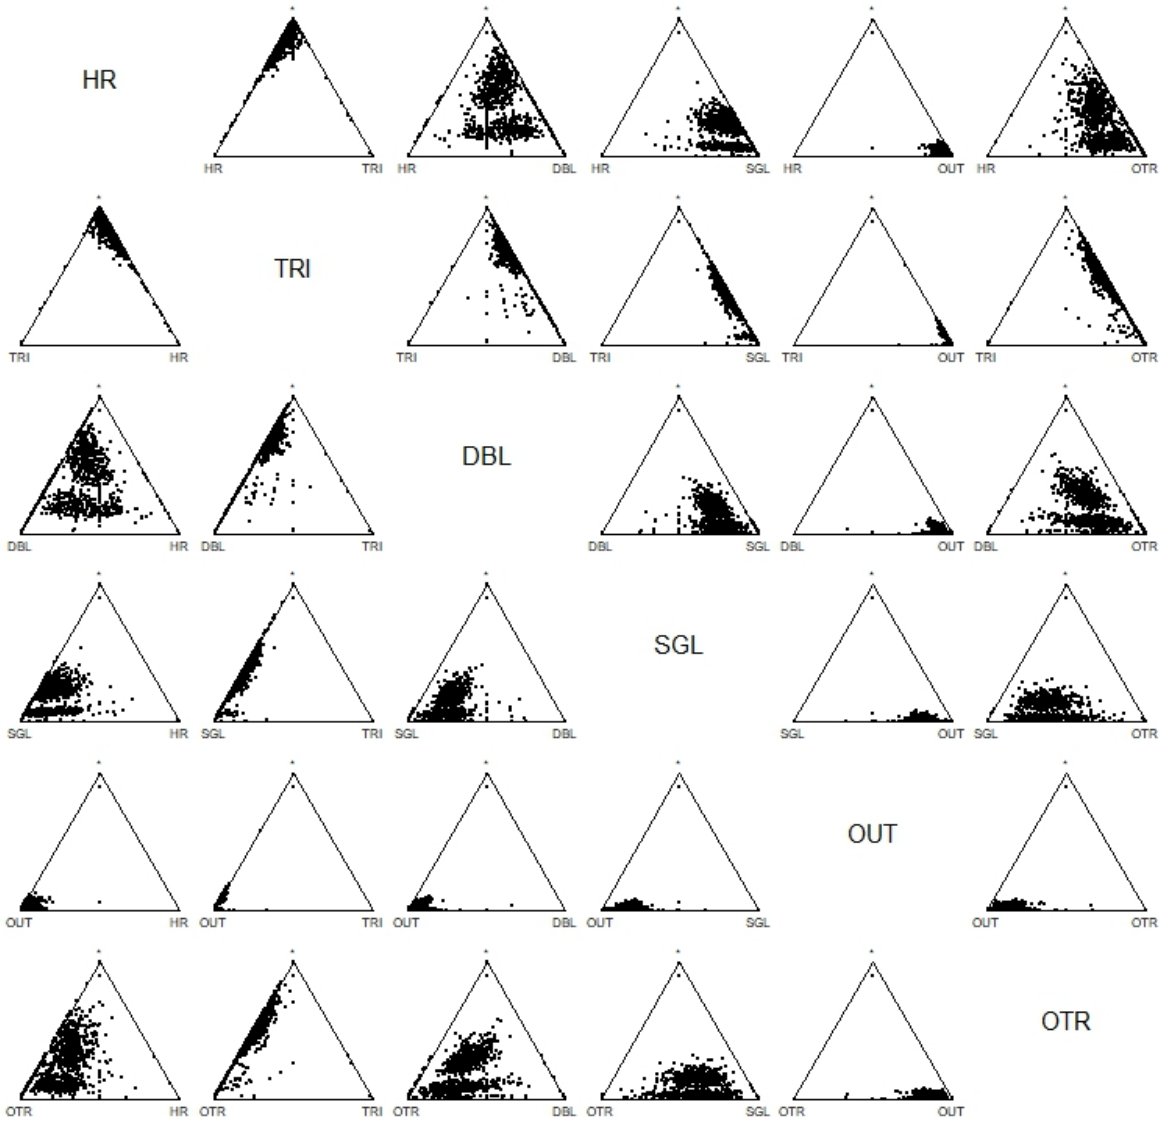 * * * * *
HR
HR TRI HR DBL HR SGL HR OUT HR OTR
* * * * *
TRI
TRI HR TRI DBL TRI SGL TRI OUT TRI OTR
* * * * *
DBL
DBL HR DBL TRI DBL SGL DBL OUT DBL OTR
* * * * *
SGL
SGL HR SGL TRI SGL DBL SGL OUT SGL OTR
* * * * *
OUT
OUT HR OUT TRI OUT DBL OUT SGL OUT OTR
* * * * *
OTR
OTR HR OTR TRI OTR DBL OTR SGL OTR OUT